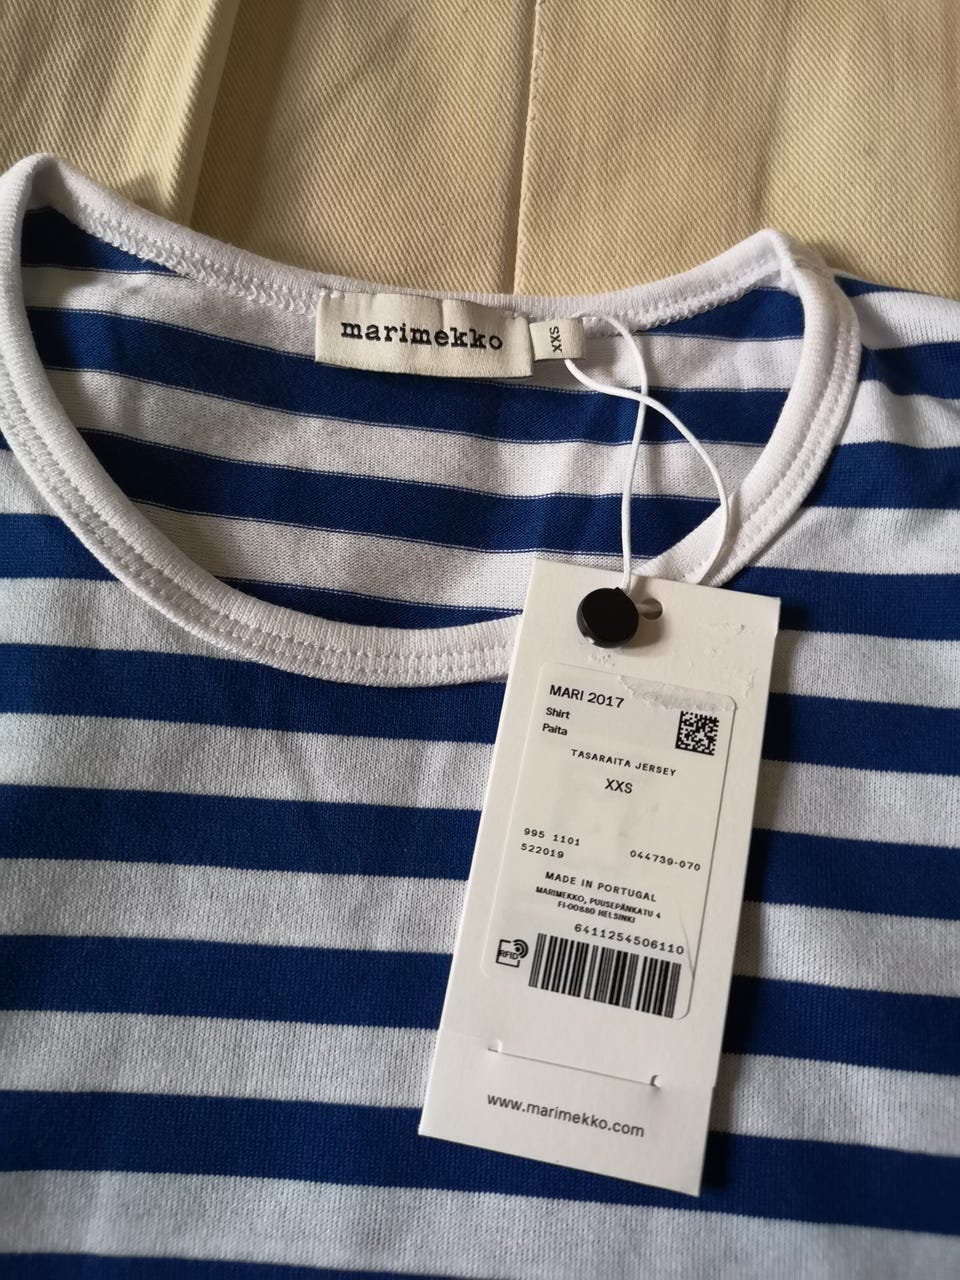 marimekko
XXS
MARI 2017
Shirt
Paita
TASARAITA JERSEY
XXS
995 1101
522019
044739-070
MADE IN PORTUGAL
MARIMEKKO, PUUSEPÄNKATU 4
FI-00880 HELSINKI
6411254506110
RFID
www.marimekko.com